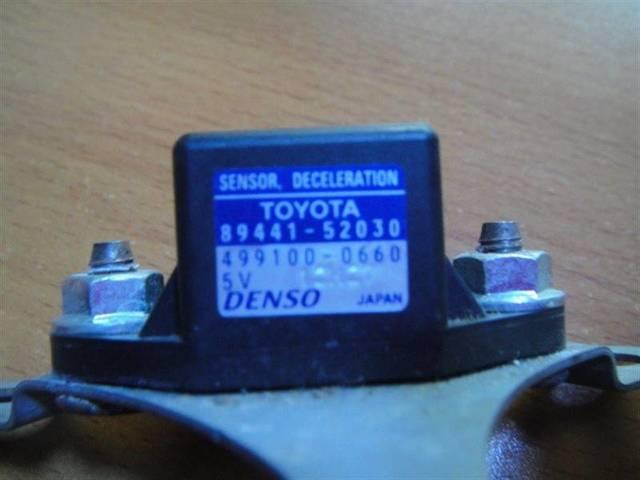 SENSOR, DECELERATION
TOYOTA
89441-52030
499100-0660
5V
DENSO JAPAN